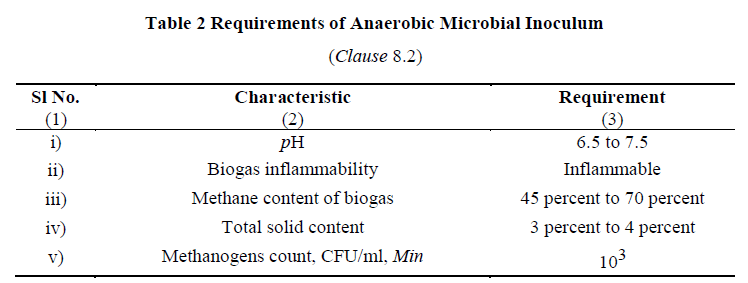 Table 2 Requirements of Anaerobic Microbial Inoculum
(Clause 8.2)
Sl No. Characteristic Requirement
(1) (2) (3)
i) pH 6.5 to 7.5
ii) Biogas inflammability Inflammable
iii) Methane content of biogas 45 percent to 70 percent
iv) Total solid content 3 percent to 4 percent
v) Methanogens count, CFU/ml, Min 10³